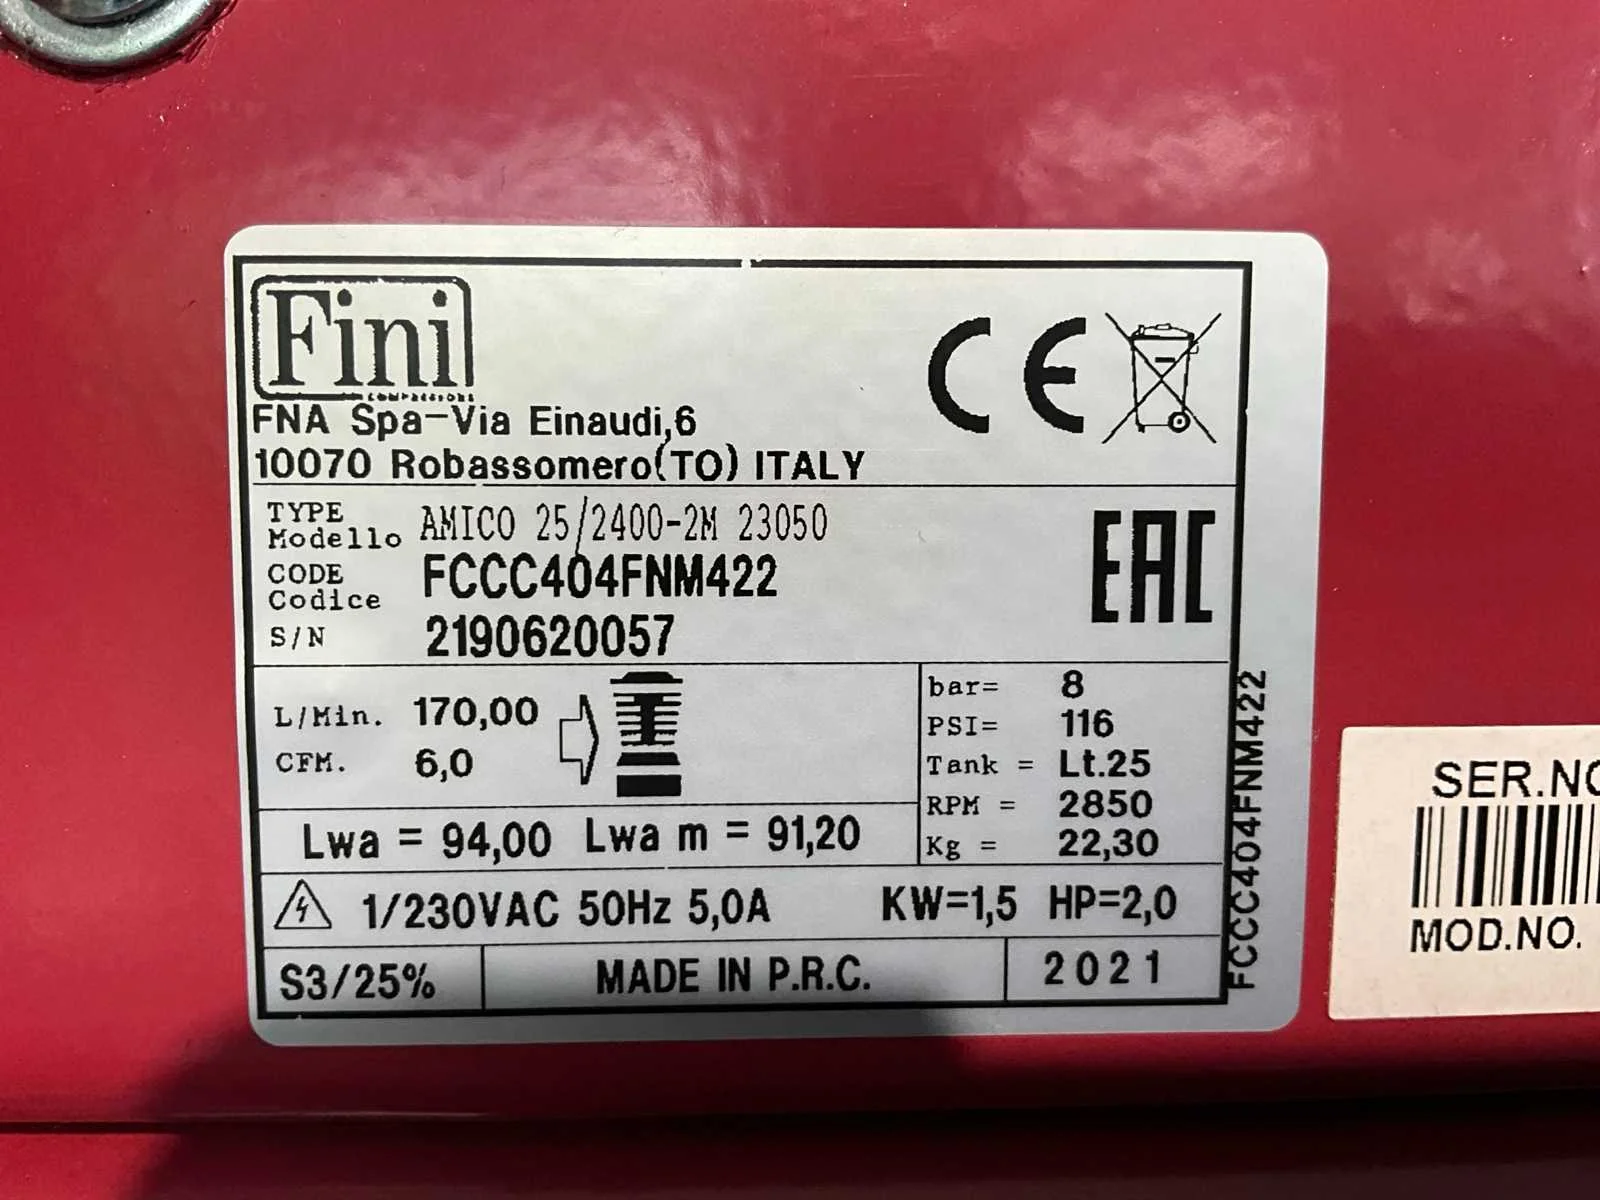 Fini
COMPRESSORS
FNA Spa-Via Einaudi,6
10070 Robassomero(TO) ITALY
CE
TYPE
Modello AMICO 25/2400-2M 23050
CODE
Codice FCCC404FNM422
S/N 2190620057
EAC
L/Min. 170,00
CFM. 6,0
bar= 8
PSI= 116
Tank = Lt.25
RPM = 2850
Kg = 22,30
Lwa = 94,00 Lwa m = 91,20
1/230VAC 50Hz 5,0A KW=1,5 HP=2,0
S3/25% MADE IN P.R.C. 2021
FCCC404FNM422
SER.NO
MOD.NO.